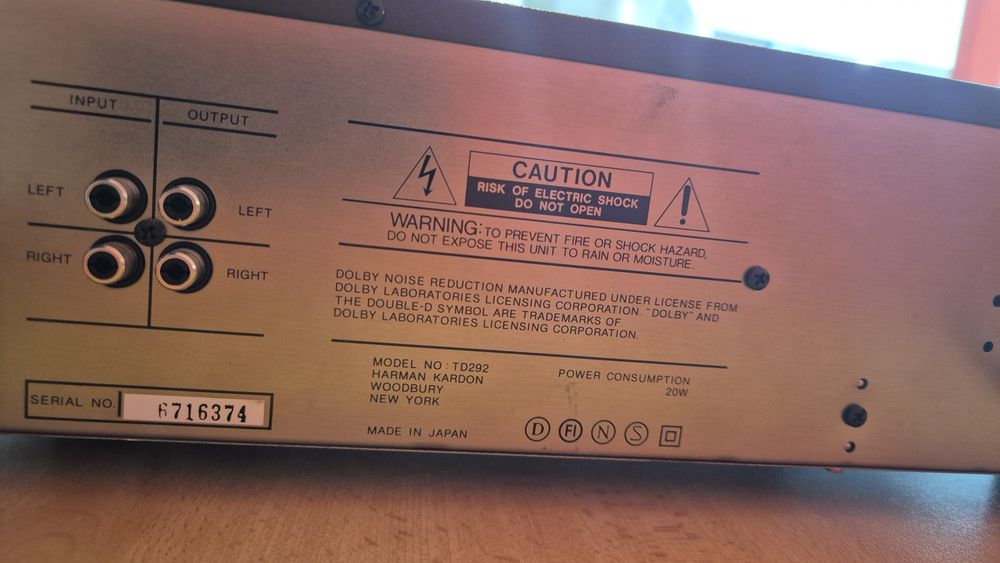 INPUT
OUTPUT
LEFT
LEFT
RIGHT
RIGHT
CAUTION
RISK OF ELECTRIC SHOCK
DO NOT OPEN
WARNING: TO PREVENT FIRE OR SHOCK HAZARD,
DO NOT EXPOSE THIS UNIT TO RAIN OR MOISTURE.
DOLBY NOISE REDUCTION MANUFACTURED UNDER LICENSE FROM
DOLBY LABORATORIES LICENSING CORPORATION. "DOLBY" AND
THE DOUBLE-D SYMBOL ARE TRADEMARKS OF
DOLBY LABORATORIES LICENSING CORPORATION.
MODEL NO : TD292
HARMAN KARDON
WOODBURY
NEW YORK
POWER CONSUMPTION
20W
SERIAL NO. 6716374
MADE IN JAPAN
D FI N S